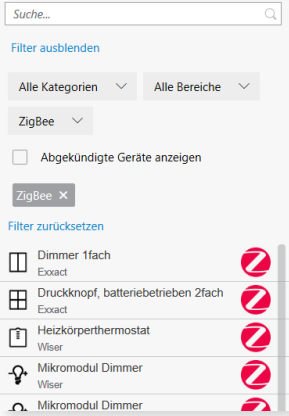 Suche...
Filter ausblenden
Alle Kategorien
Alle Bereiche
ZigBee
Abgekündigte Geräte anzeigen
ZigBee ×
Filter zurücksetzen
Dimmer 1fach
Exxact
Druckknopf, batteriebetrieben 2fach
Exxact
Heizkörperthermostat
Wiser
Mikromodul Dimmer
Wiser
Mikromodul Dimmer